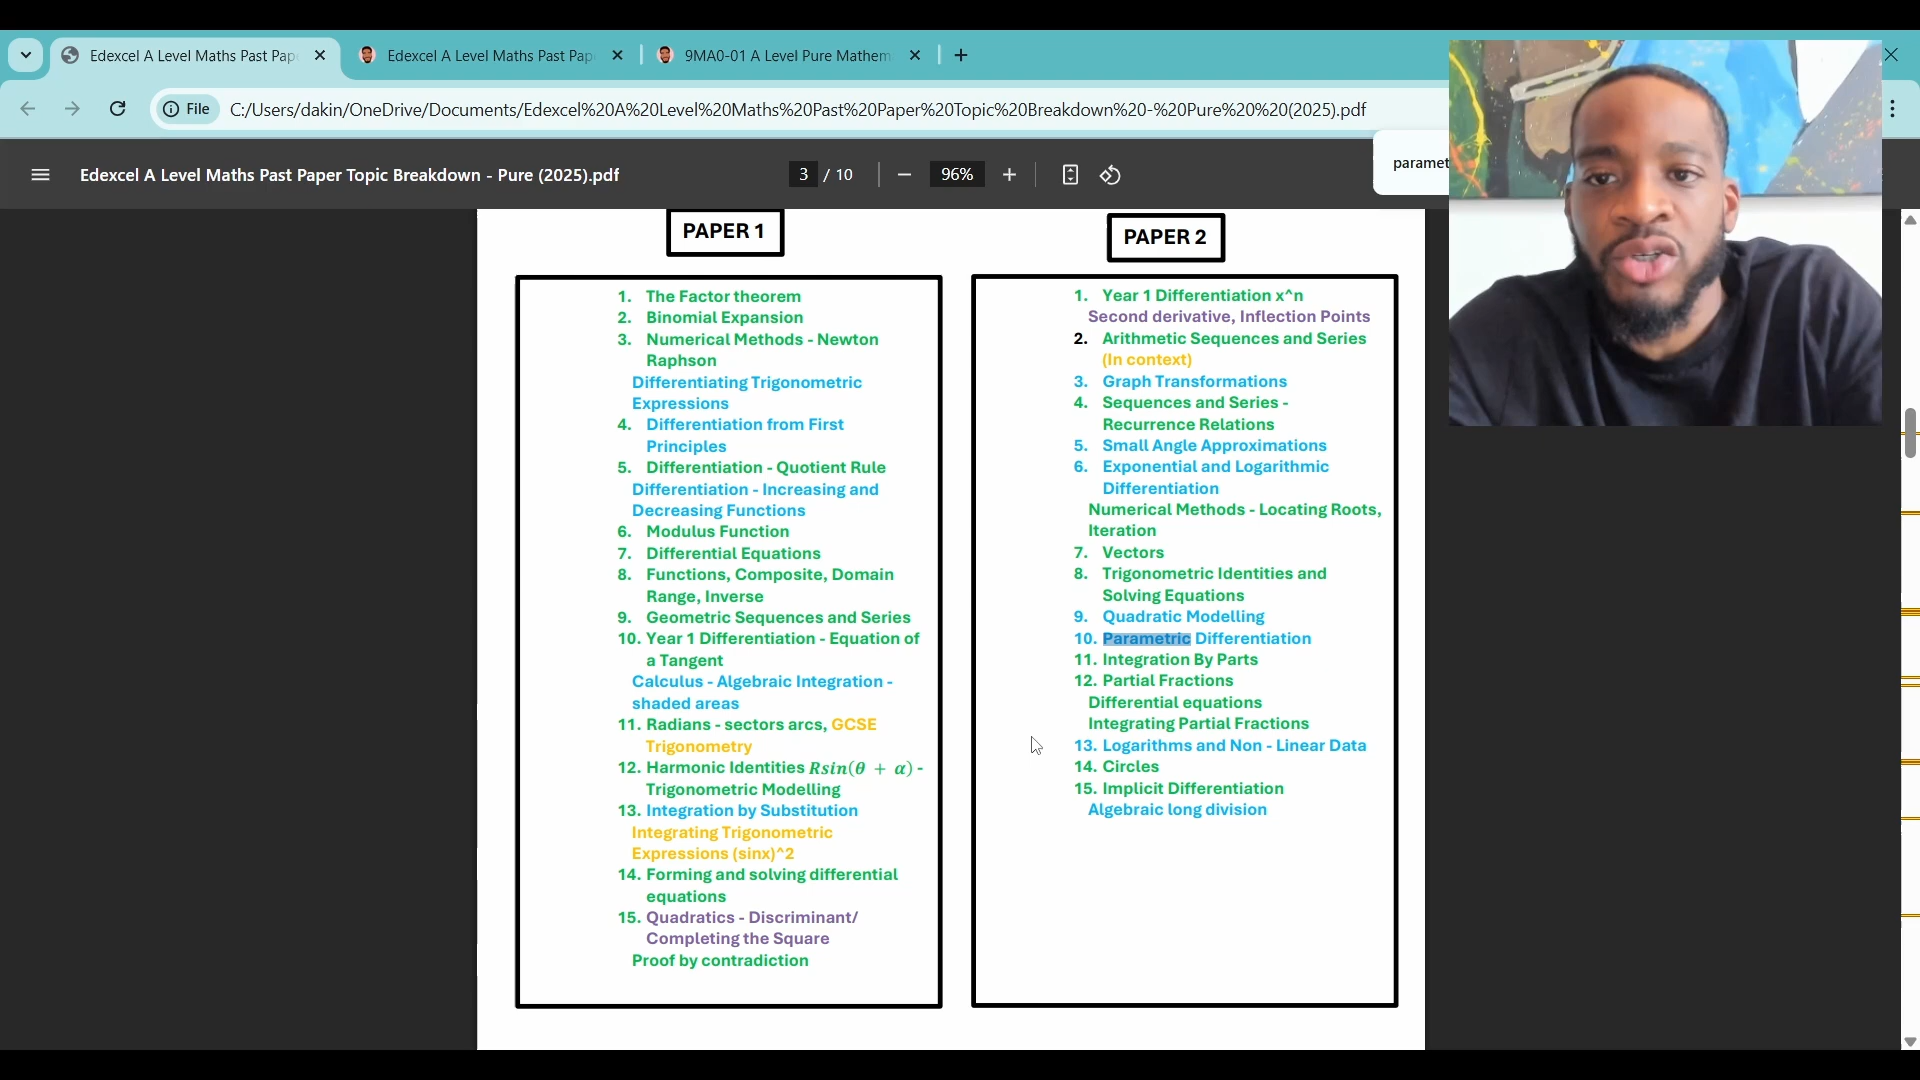 Edexcel A Level Maths Past Pap
Edexcel A Level Maths Past Pap
9MA0-01 A Level Pure Mathem
File
C:/Users/dakin/OneDrive/Documents/Edexcel%20A%20Level%20Maths%20Past%20Paper%20Topic%20Breakdown%20-%20Pure%20%20(2025).pdf
Edexcel A Level Maths Past Paper Topic Breakdown - Pure (2025).pdf
3 / 10
96%
paramet
PAPER 1
1. The Factor theorem
2. Binomial Expansion
3. Numerical Methods - Newton
Raphson
Differentiating Trigonometric
Expressions
4. Differentiation from First
Principles
5. Differentiation - Quotient Rule
Differentiation - Increasing and
Decreasing Functions
6. Modulus Function
7. Differential Equations
8. Functions, Composite, Domain
Range, Inverse
9. Geometric Sequences and Series
10. Year 1 Differentiation - Equation of
a Tangent
Calculus - Algebraic Integration -
shaded areas
11. Radians - sectors arcs, GCSE
Trigonometry
12. Harmonic Identities Rsin(θ + α) -
Trigonometric Modelling
13. Integration by Substitution
Integrating Trigonometric
Expressions (sinx)^2
14. Forming and solving differential
equations
15. Quadratics - Discriminant/
Completing the Square
Proof by contradiction
PAPER 2
1. Year 1 Differentiation x^n
Second derivative, Inflection Points
2. Arithmetic Sequences and Series
(In context)
3. Graph Transformations
4. Sequences and Series -
Recurrence Relations
5. Small Angle Approximations
6. Exponential and Logarithmic
Differentiation
Numerical Methods - Locating Roots,
Iteration
7. Vectors
8. Trigonometric Identities and
Solving Equations
9. Quadratic Modelling
10. Parametric Differentiation
11. Integration By Parts
12. Partial Fractions
Differential equations
Integrating Partial Fractions
13. Logarithms and Non - Linear Data
14. Circles
15. Implicit Differentiation
Algebraic long division